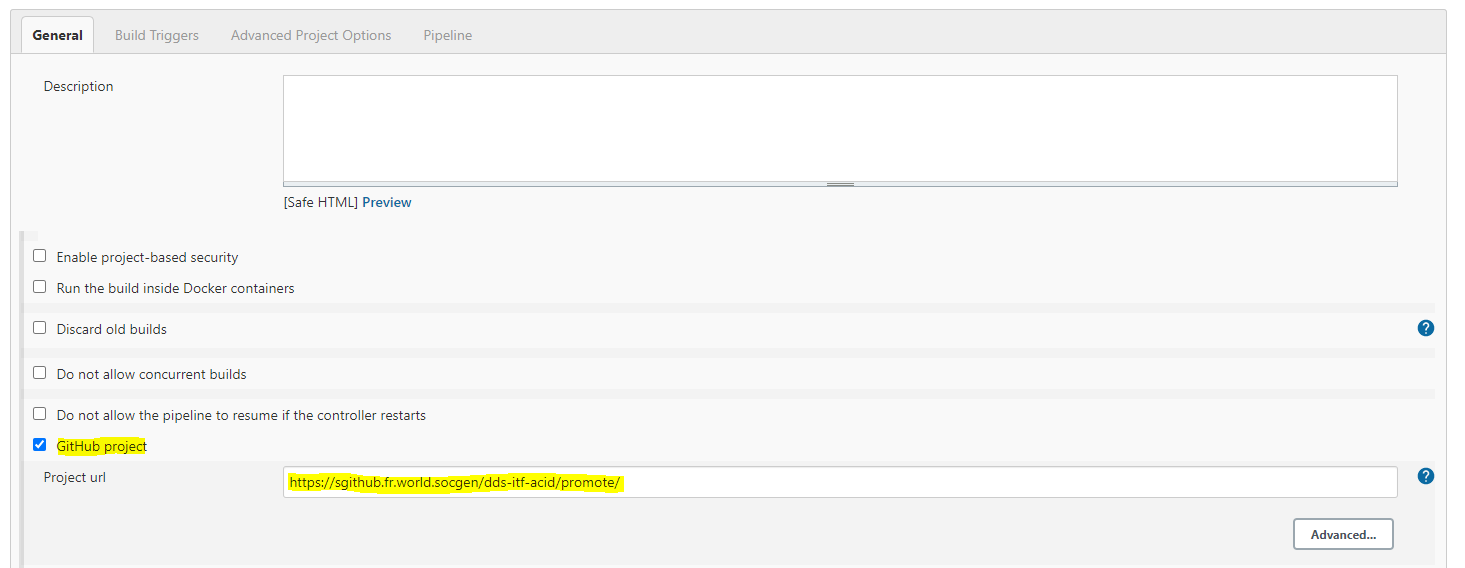 General Build Triggers Advanced Project Options Pipeline
Description
[Safe HTML] Preview
Enable project-based security
Run the build inside Docker containers
Discard old builds
?
Do not allow concurrent builds
Do not allow the pipeline to resume if the controller restarts
GitHub project
Project url
https://sgithub.fr.world.socgen/dds-itf-acid/promote/
?
Advanced...